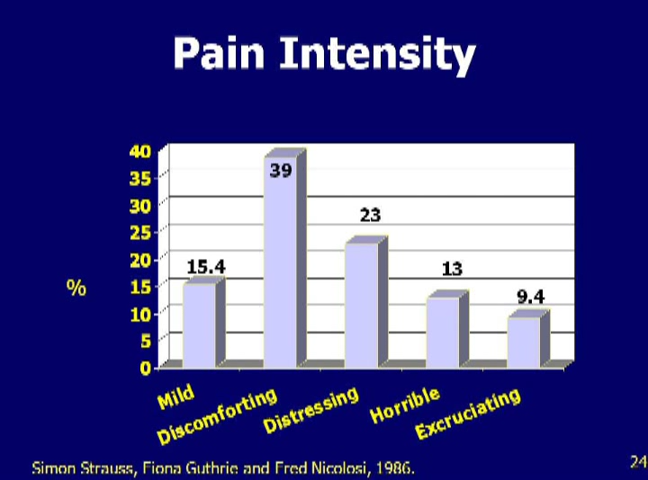 Pain Intensity
40
35
30
25
20
15
10
5
0
%
15.4
39
23
13
9.4
Mild
Discomforting
Distressing
Horrible
Excruciating
Simon Strauss, Fiona Guthrie and Fred Nicolosi, 1986.
24